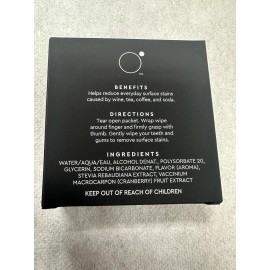 BENEFITS
Helps reduce everyday surface stains
caused by wine, tea, coffee, and soda.
DIRECTIONS
Tear open packet. Wrap wipe
around finger and firmly grasp with
thumb. Gently wipe your teeth and
gums to remove surface stains.
INGREDIENTS
WATER/AQUA/EAU, ALCOHOL DENAT., POLYSORBATE 20,
GLYCERIN, SODIUM BICARBONATE, FLAVOR (AROMA),
STEVIA REBAUDIANA EXTRACT, VACCINIUM
MACROCARPON (CRANBERRY) FRUIT EXTRACT
KEEP OUT OF REACH OF CHILDREN